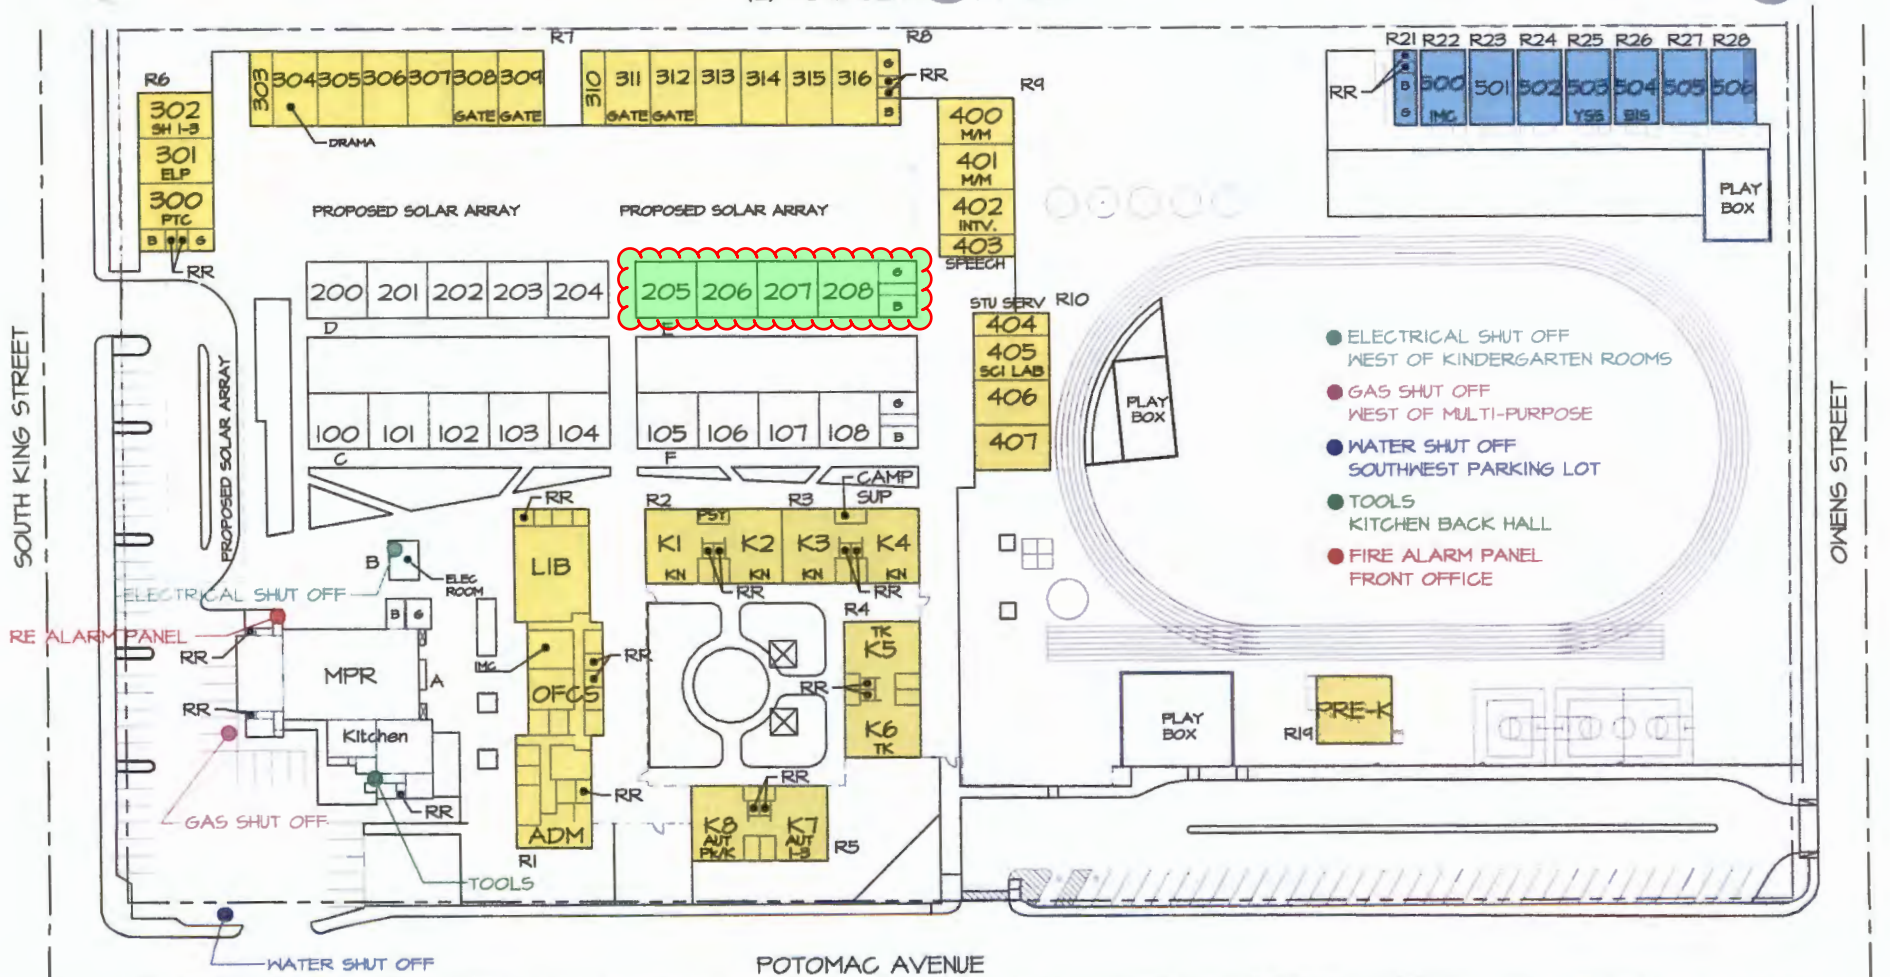 R7
R8
R21 R22 R23 R24 R25 R26 R27 R28
R6
R9
303 304 305 306 307 308 309
GATE GATE
DRAMA
310 311 312 313 314 315 316
GATE GATE
G
B
RR
RR
B
G
500 501 502 503 504 505 506
IMC YSS BIS
302
SH 1-3
301
ELP
300
PTC
B G
RR
400
M/M
401
M/M
402
INTV.
403
SPEECH
PLAY
BOX
PROPOSED SOLAR ARRAY
PROPOSED SOLAR ARRAY
200 201 202 203 204
D
205 206 207 208
G
B
E
STU SERV R10
404
405
SCI LAB
406
407
SOUTH KING STREET
PROPOSED SOLAR ARRAY
100 101 102 103 104
C
105 106 107 108
G
B
F
PLAY
BOX
ELECTRICAL SHUT OFF
WEST OF KINDERGARTEN ROOMS
GAS SHUT OFF
WEST OF MULTI-PURPOSE
WATER SHUT OFF
SOUTHWEST PARKING LOT
TOOLS
KITCHEN BACK HALL
FIRE ALARM PANEL
FRONT OFFICE
OWENS STREET
CAMP
SUP
RR
R2
R3
PSY
K1 K2 K3 K4
KN KN KN KN
RR
RR
LIB
B
ELEC
ROOM
ELECTRICAL SHUT OFF
B G
RE ALARM PANEL
RR
MPR
A
IMC
RR
OFCS
R4
TK
K5
RR
K6
TK
RR
Kitchen
RR
GAS SHUT OFF
RR
ADM
R1
RR
K8
AUT
PK/K
K7
AUT
1-3
R5
PLAY
BOX
PRE-K
R19
TOOLS
WATER SHUT OFF
POTOMAC AVENUE